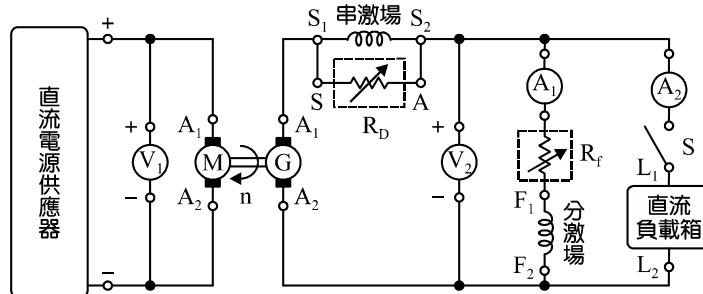 串激場
S1
S2
+
S
A
RD
直流電源供應器
+
V1
−
A1
M
A2
n
A1
G
A2
+
V2
−
A1
Rf
F1
分激場
F2
A2
S
L1
直流
負載箱
L2
−